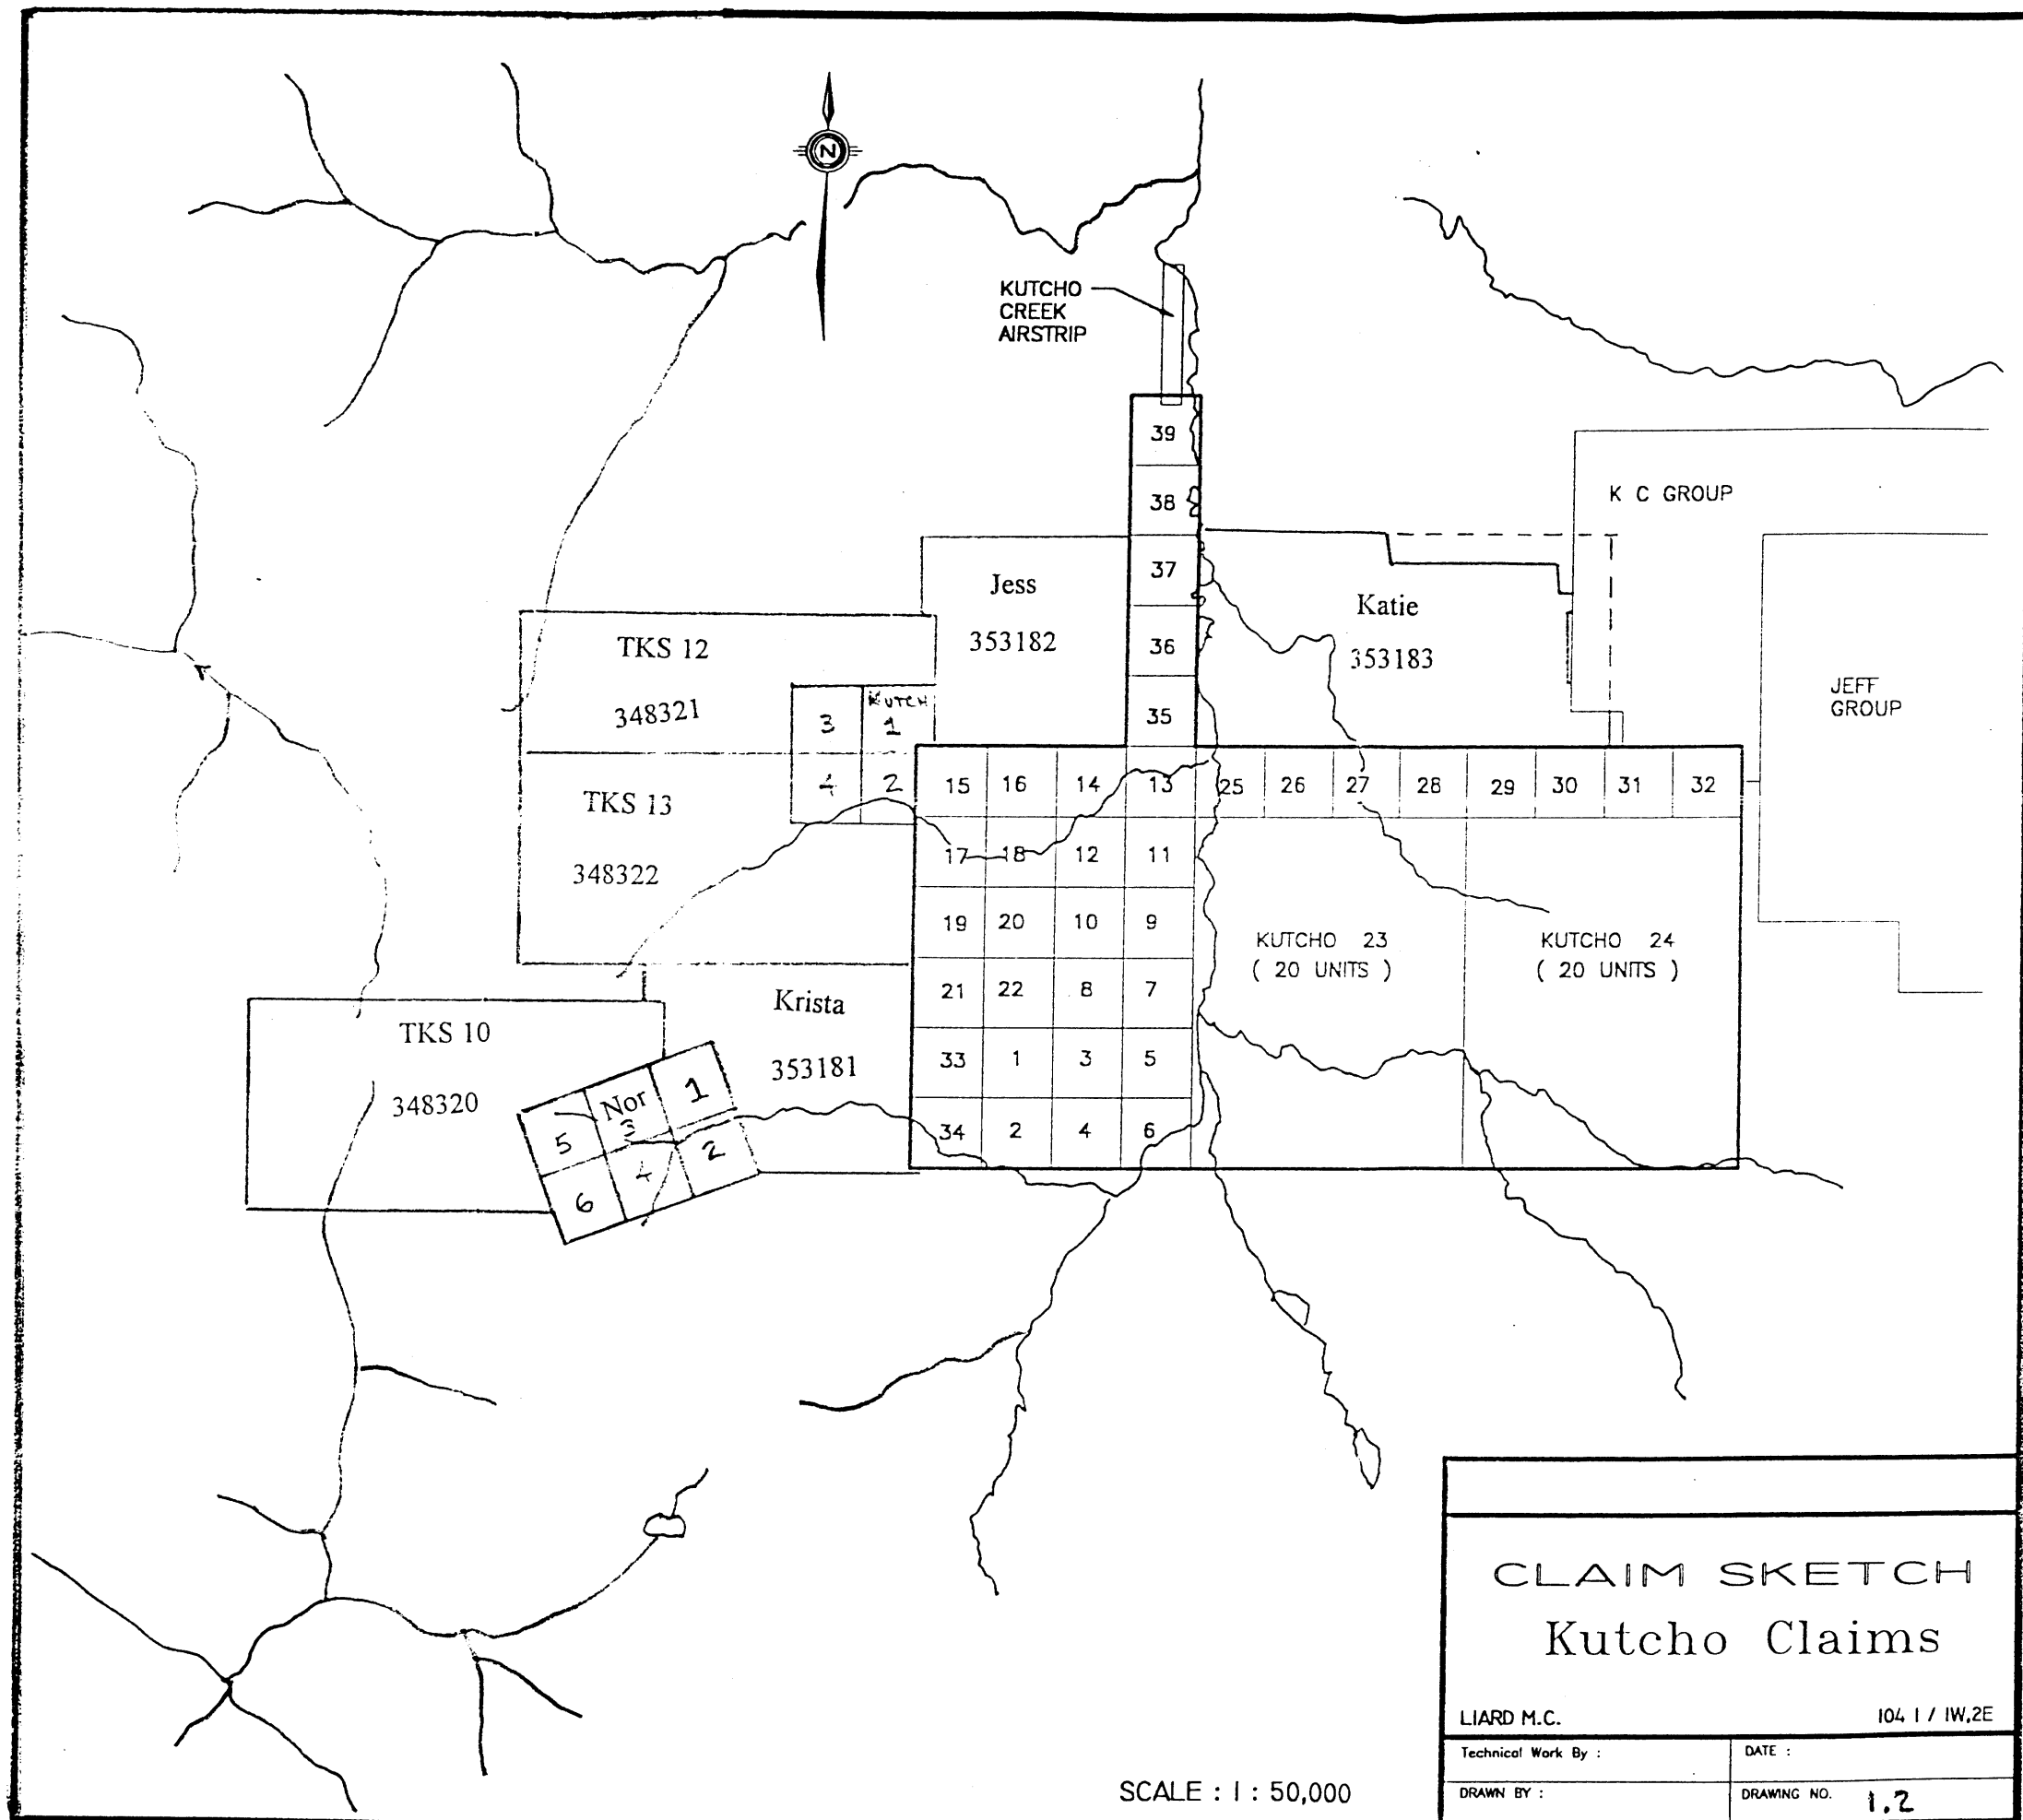 N
KUTCHO
CREEK
AIRSTRIP
39
38
37
36
35
K C GROUP
JEFF
GROUP
Jess
353182
Katie
353183
TKS 12
348321
KUTCH
3 1
4 2
TKS 13
348322
15 16 14 13 25 26 27 28 29 30 31 32
17 18 12 11
19 20 10 9
21 22 8 7
33 1 3 5
34 2 4 6
KUTCHO 23
( 20 UNITS )
KUTCHO 24
( 20 UNITS )
Krista
353181
TKS 10
348320
Nor
5 3 1
6 4 2
CLAIM SKETCH
Kutcho Claims
LIARD M.C. 104 I / 1W,2E
Technical Work By : DATE :
DRAWN BY : DRAWING NO. 1.2
SCALE : 1 : 50,000